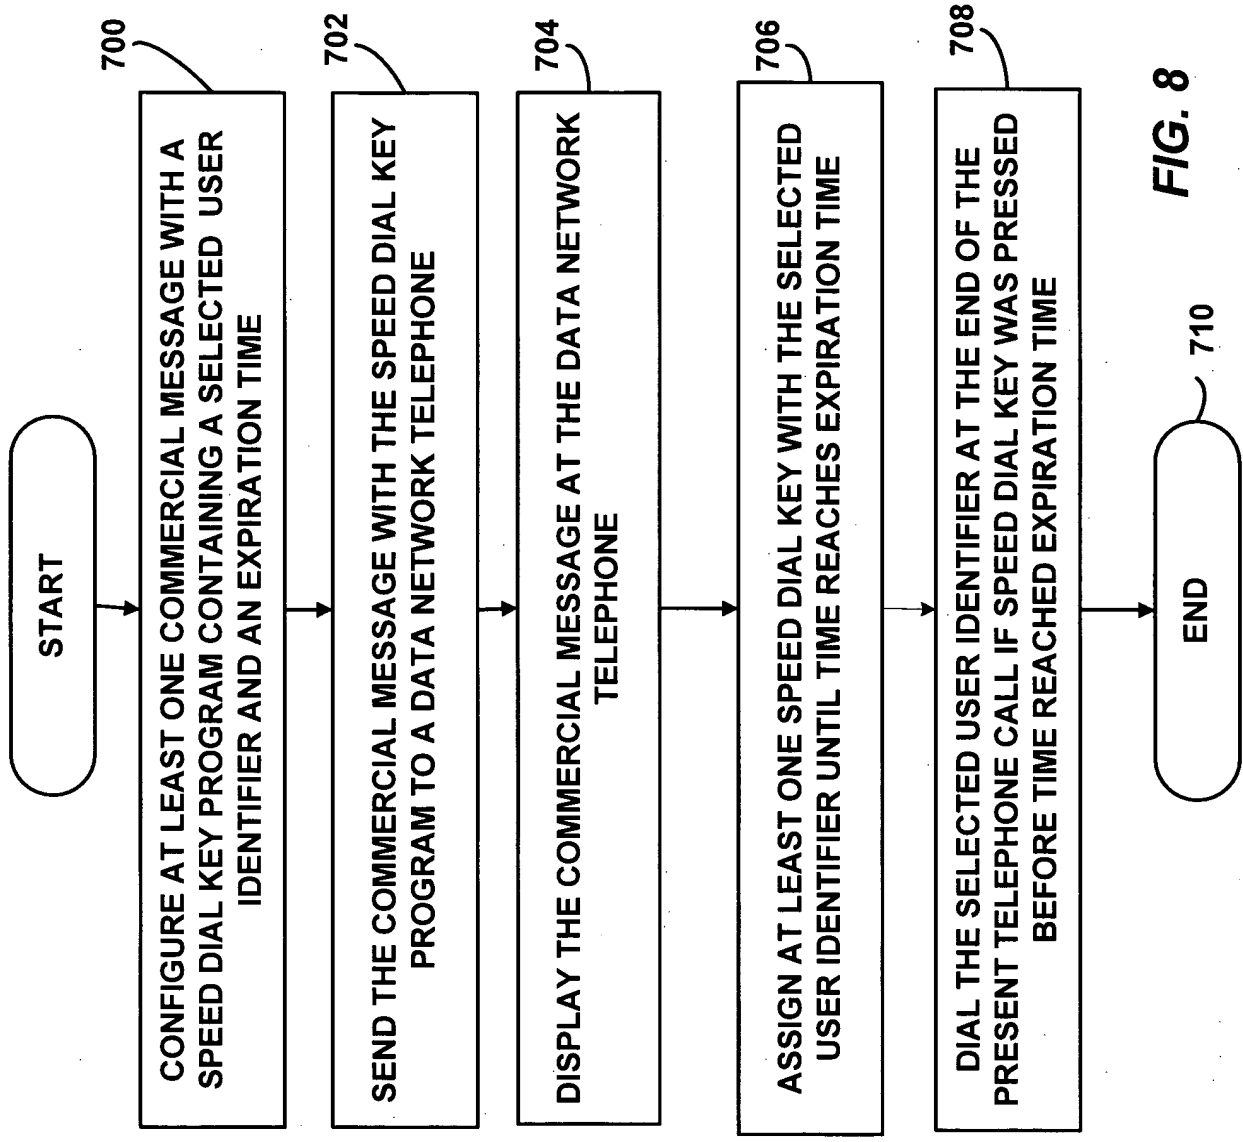 START
700
CONFIGURE AT LEAST ONE COMMERCIAL MESSAGE WITH A
SPEED DIAL KEY PROGRAM CONTAINING A SELECTED USER
IDENTIFIER AND AN EXPIRATION TIME
702
SEND THE COMMERCIAL MESSAGE WITH THE SPEED DIAL KEY
PROGRAM TO A DATA NETWORK TELEPHONE
704
DISPLAY THE COMMERCIAL MESSAGE AT THE DATA NETWORK
TELEPHONE
706
ASSIGN AT LEAST ONE SPEED DIAL KEY WITH THE SELECTED
USER IDENTIFIER UNTIL TIME REACHES EXPIRATION TIME
708
DIAL THE SELECTED USER IDENTIFIER AT THE END OF THE
PRESENT TELEPHONE CALL IF SPEED DIAL KEY WAS PRESSED
BEFORE TIME REACHED EXPIRATION TIME
710
END
FIG. 8